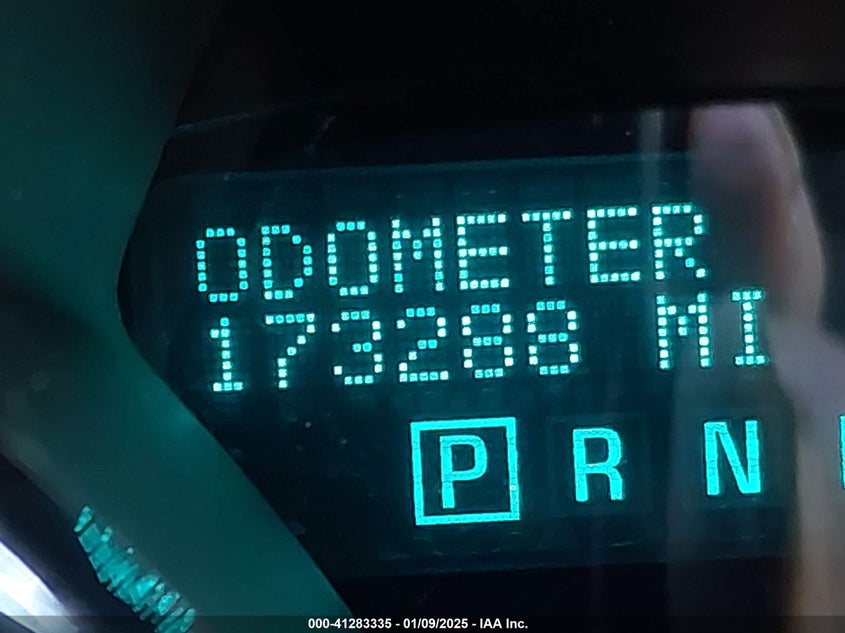 ODOMETER
173288 MI
P R N
000-41283335 - 01/09/2025 - IAA Inc.